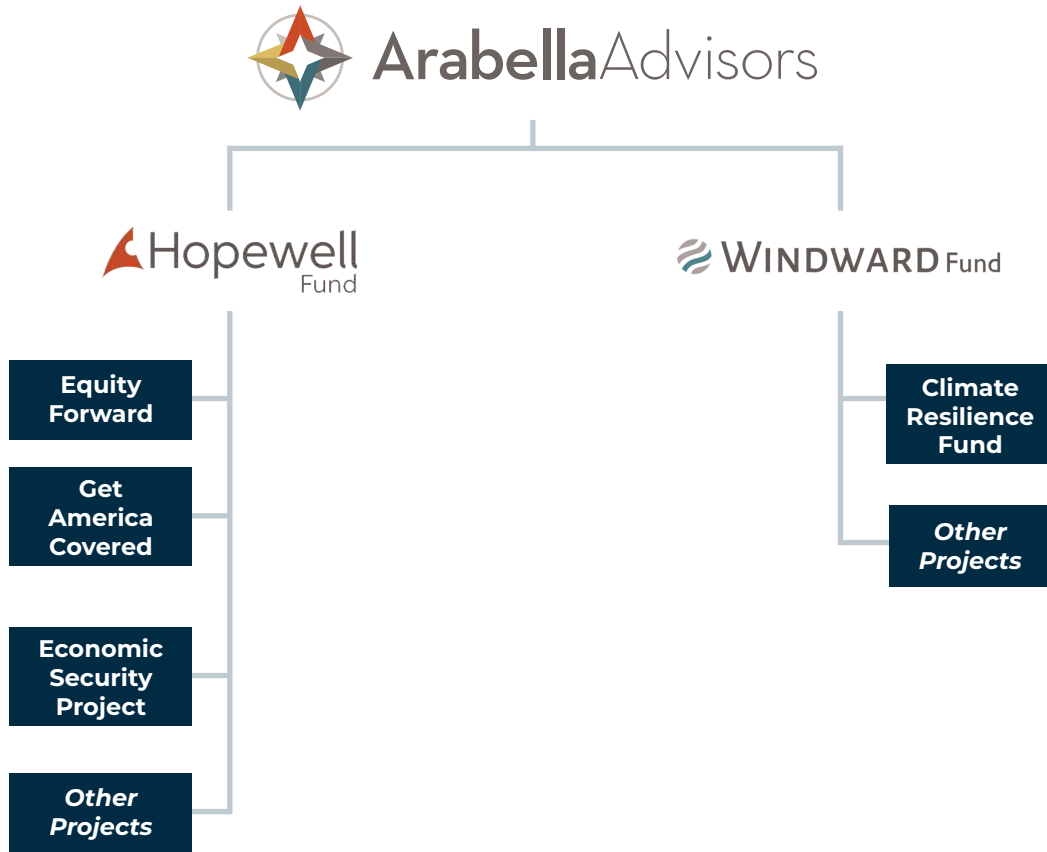 ArabellaAdvisors
Hopewell
Fund
WINDWARD Fund
Equity
Forward
Get
America
Covered
Economic
Security
Project
Other
Projects
Climate
Resilience
Fund
Other
Projects